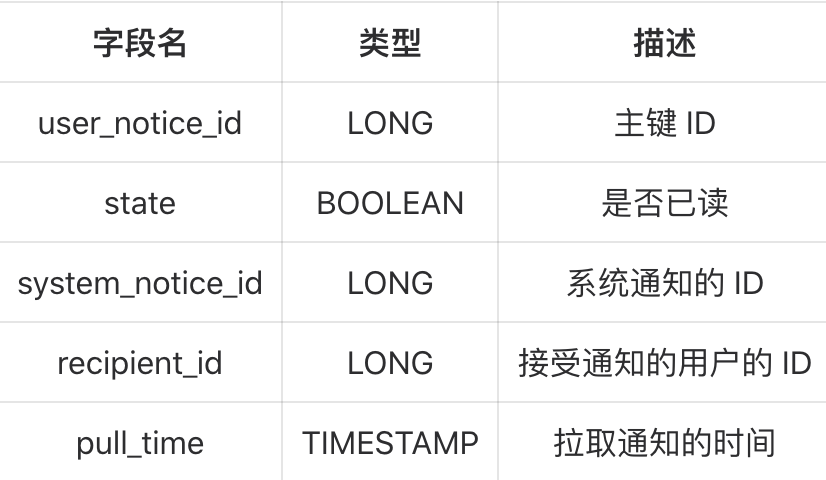 字段名 类型 描述
user_notice_id LONG 主键 ID
state BOOLEAN 是否已读
system_notice_id LONG 系统通知的 ID
recipient_id LONG 接受通知的用户的 ID
pull_time TIMESTAMP 拉取通知的时间